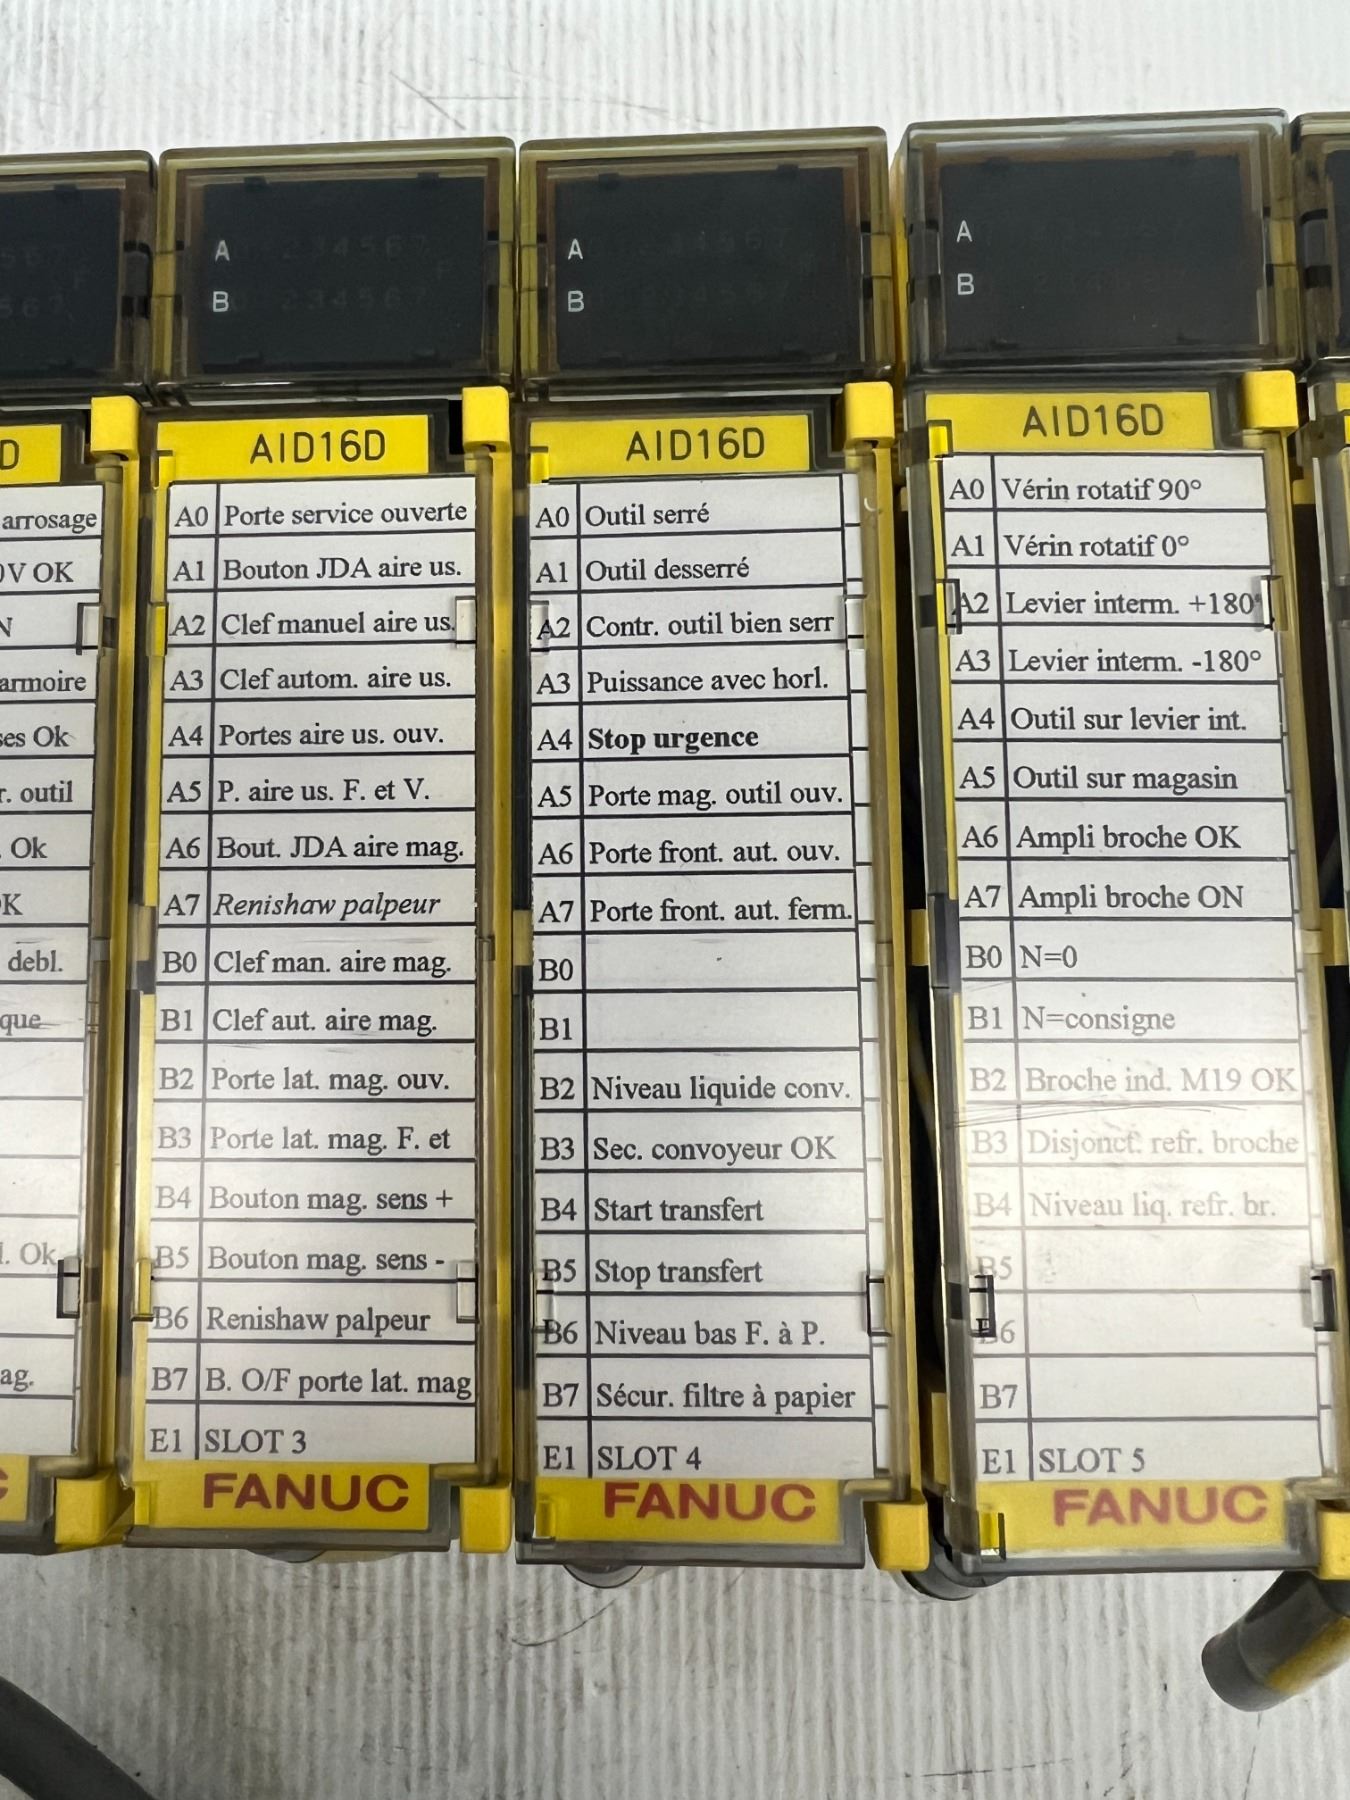 D
arrosage
V OK
N
armoire
ses Ok
r. outil
. Ok
K
debl.
que
l. Ok
ag.
A
234567
F
B
234567
AID16D
A0 Porte service ouverte
A1 Bouton JDA aire us.
A2 Clef manuel aire us.
A3 Clef autom. aire us.
A4 Portes aire us. ouv.
A5 P. aire us. F. et V.
A6 Bout. JDA aire mag.
A7 Renishaw palpeur
B0 Clef man. aire mag.
B1 Clef aut. aire mag.
B2 Porte lat. mag. ouv.
B3 Porte lat. mag. F. et
B4 Bouton mag. sens +
B5 Bouton mag. sens -
B6 Renishaw palpeur
B7 B. O/F porte lat. mag
E1 SLOT 3
FANUC
A
B
AID16D
A0 Outil serré
A1 Outil desserré
A2 Contr. outil bien serr
A3 Puissance avec horl.
A4 Stop urgence
A5 Porte mag. outil ouv.
A6 Porte front. aut. ouv.
A7 Porte front. aut. ferm.
B0
B1
B2 Niveau liquide conv.
B3 Sec. convoyeur OK
B4 Start transfert
B5 Stop transfert
B6 Niveau bas F. à P.
B7 Sécur. filtre à papier
E1 SLOT 4
FANUC
A
B
AID16D
A0 Vérin rotatif 90°
A1 Vérin rotatif 0°
A2 Levier interm. +180°
A3 Levier interm. -180°
A4 Outil sur levier int.
A5 Outil sur magasin
A6 Ampli broche OK
A7 Ampli broche ON
B0 N=0
B1 N=consigne
B2 Broche ind. M19 OK
B3 Disjonct. refr. broche
B4 Niveau liq. refr. br.
B5
B6
B7
E1 SLOT 5
FANUC